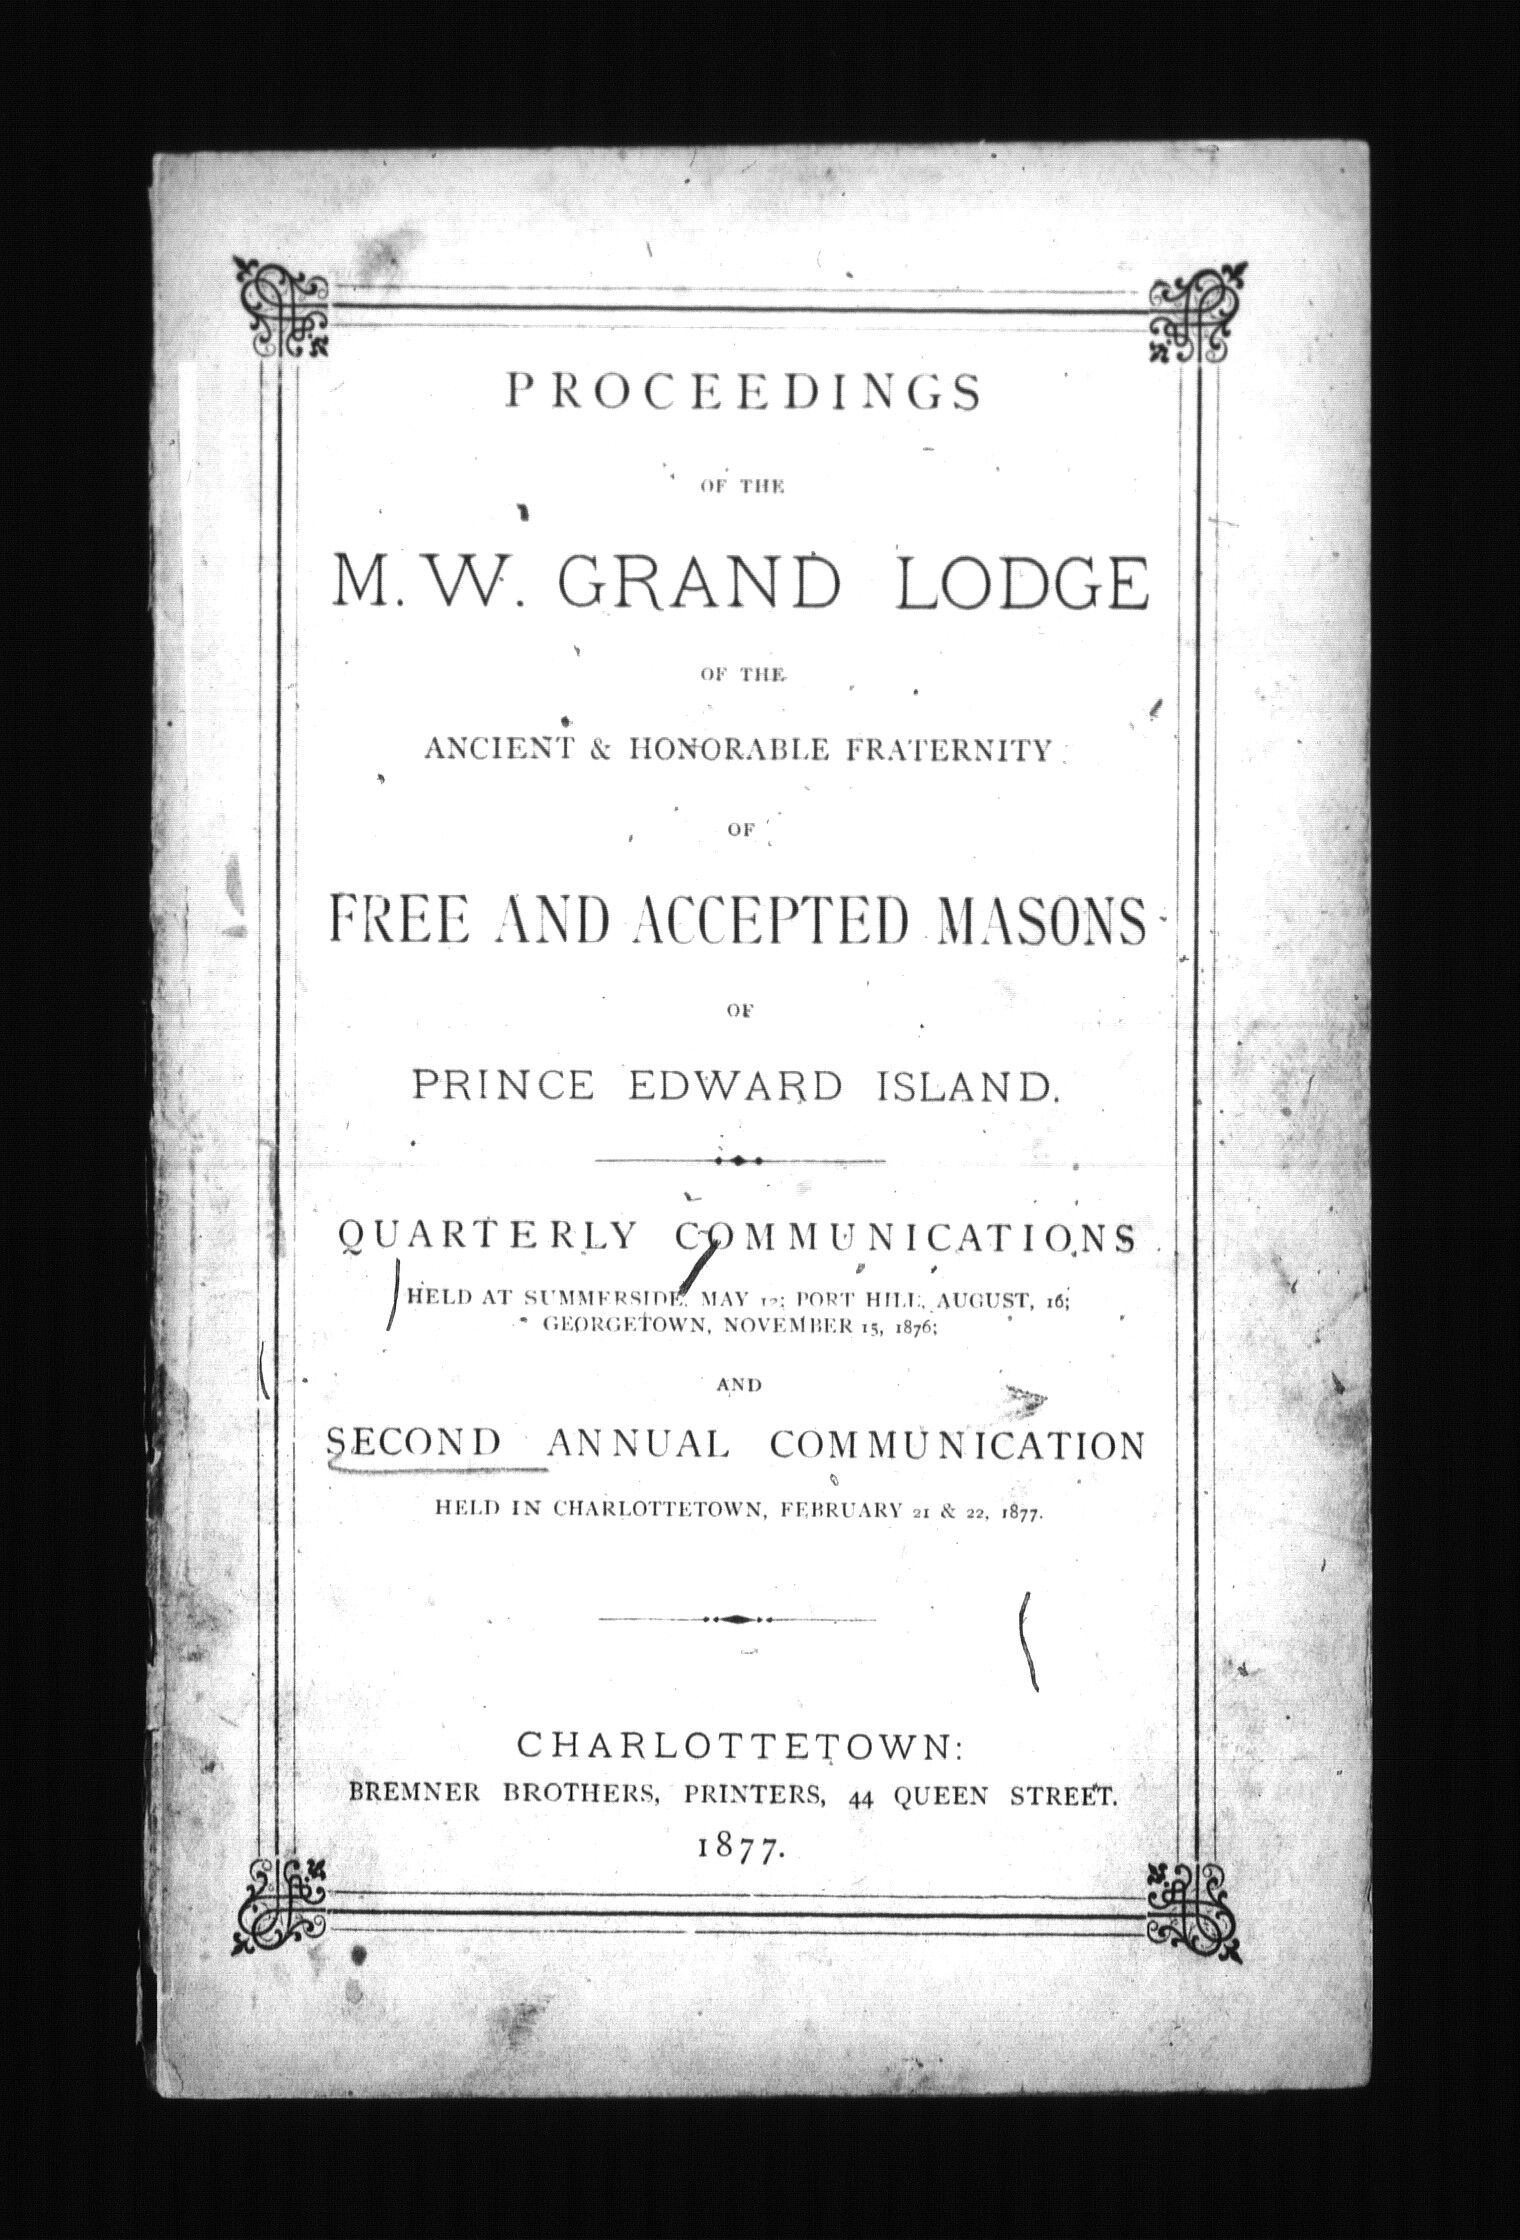 PROCEEDINGS
OF THE
M. W. GRAND LODGE
OF THE
ANCIENT & HONORABLE FRATERNITY
OF
FREE AND ACCEPTED MASONS
OF
PRINCE EDWARD ISLAND.
QUARTERLY COMMUNICATIONS
HELD AT SUMMERSIDE, MAY PORT HILL, AUGUST, 16;
GEORGETOWN, NOVEMBER 15, 1876;
AND
SECOND ANNUAL COMMUNICATION
HELD IN CHARLOTTETOWN, FEBRUARY 21 & 22, 1877.
CHARLOTTETOWN:
BREMNER BROTHERS, PRINTERS, 44 QUEEN STREET.
1877.